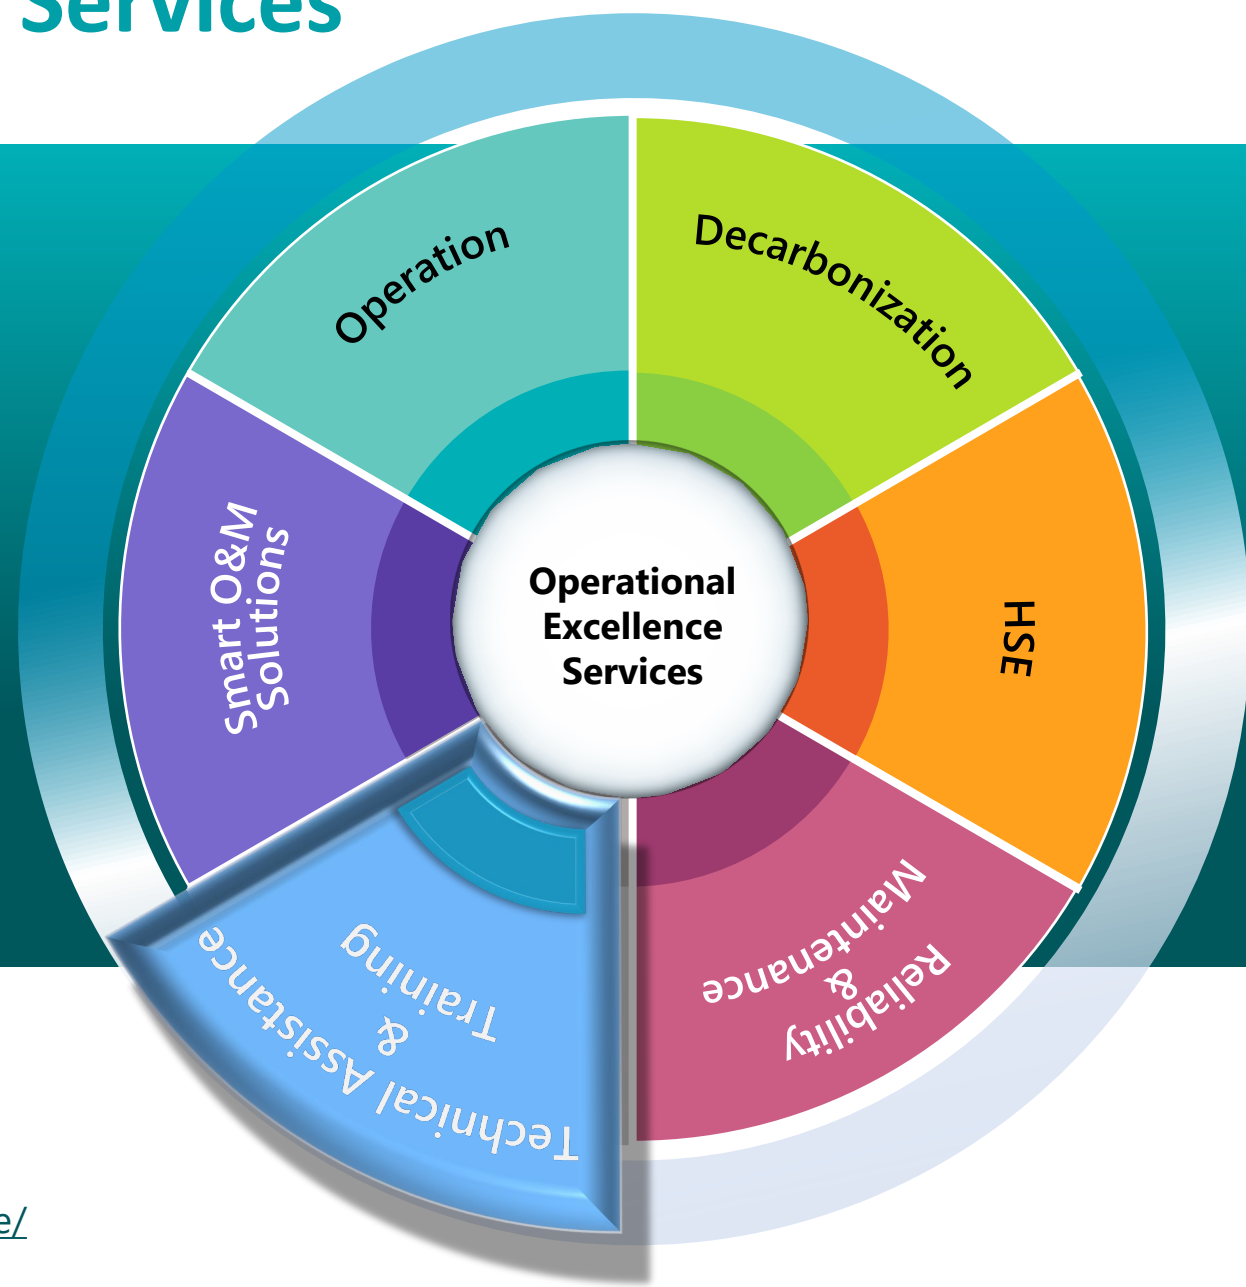 Services
Operation
Decarbonization
HSE
Reliability
&
Maintenance
Technical Assistance
&
Training
Smart O&M
Solutions
Operational
Excellence
Services
e/